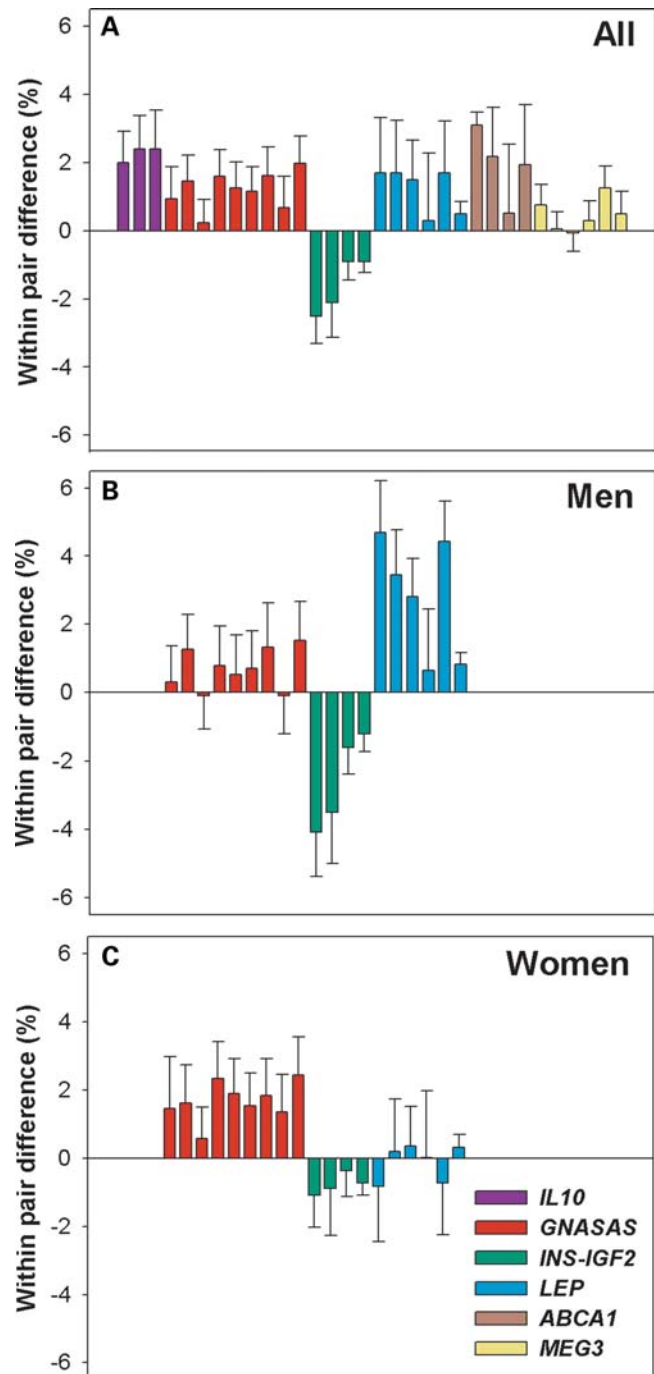 A
All
Within pair difference (%)
6
4
2
0
-2
-4
-6
B
Men
Within pair difference (%)
6
4
2
0
-2
-4
-6
C
Women
Within pair difference (%)
6
4
2
0
-2
-4
-6
IL10
GNASAS
INS-IGF2
LEP
ABCA1
MEG3